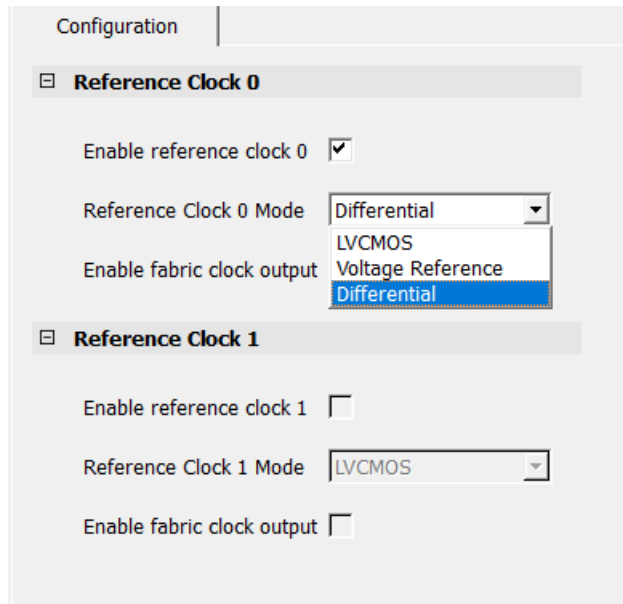 Configuration
Reference Clock 0
Enable reference clock 0
Reference Clock 0 Mode Differential
LVCMOS
Enable fabric clock output Voltage Reference
Differential
Reference Clock 1
Enable reference clock 1
Reference Clock 1 Mode LVCMOS
Enable fabric clock output